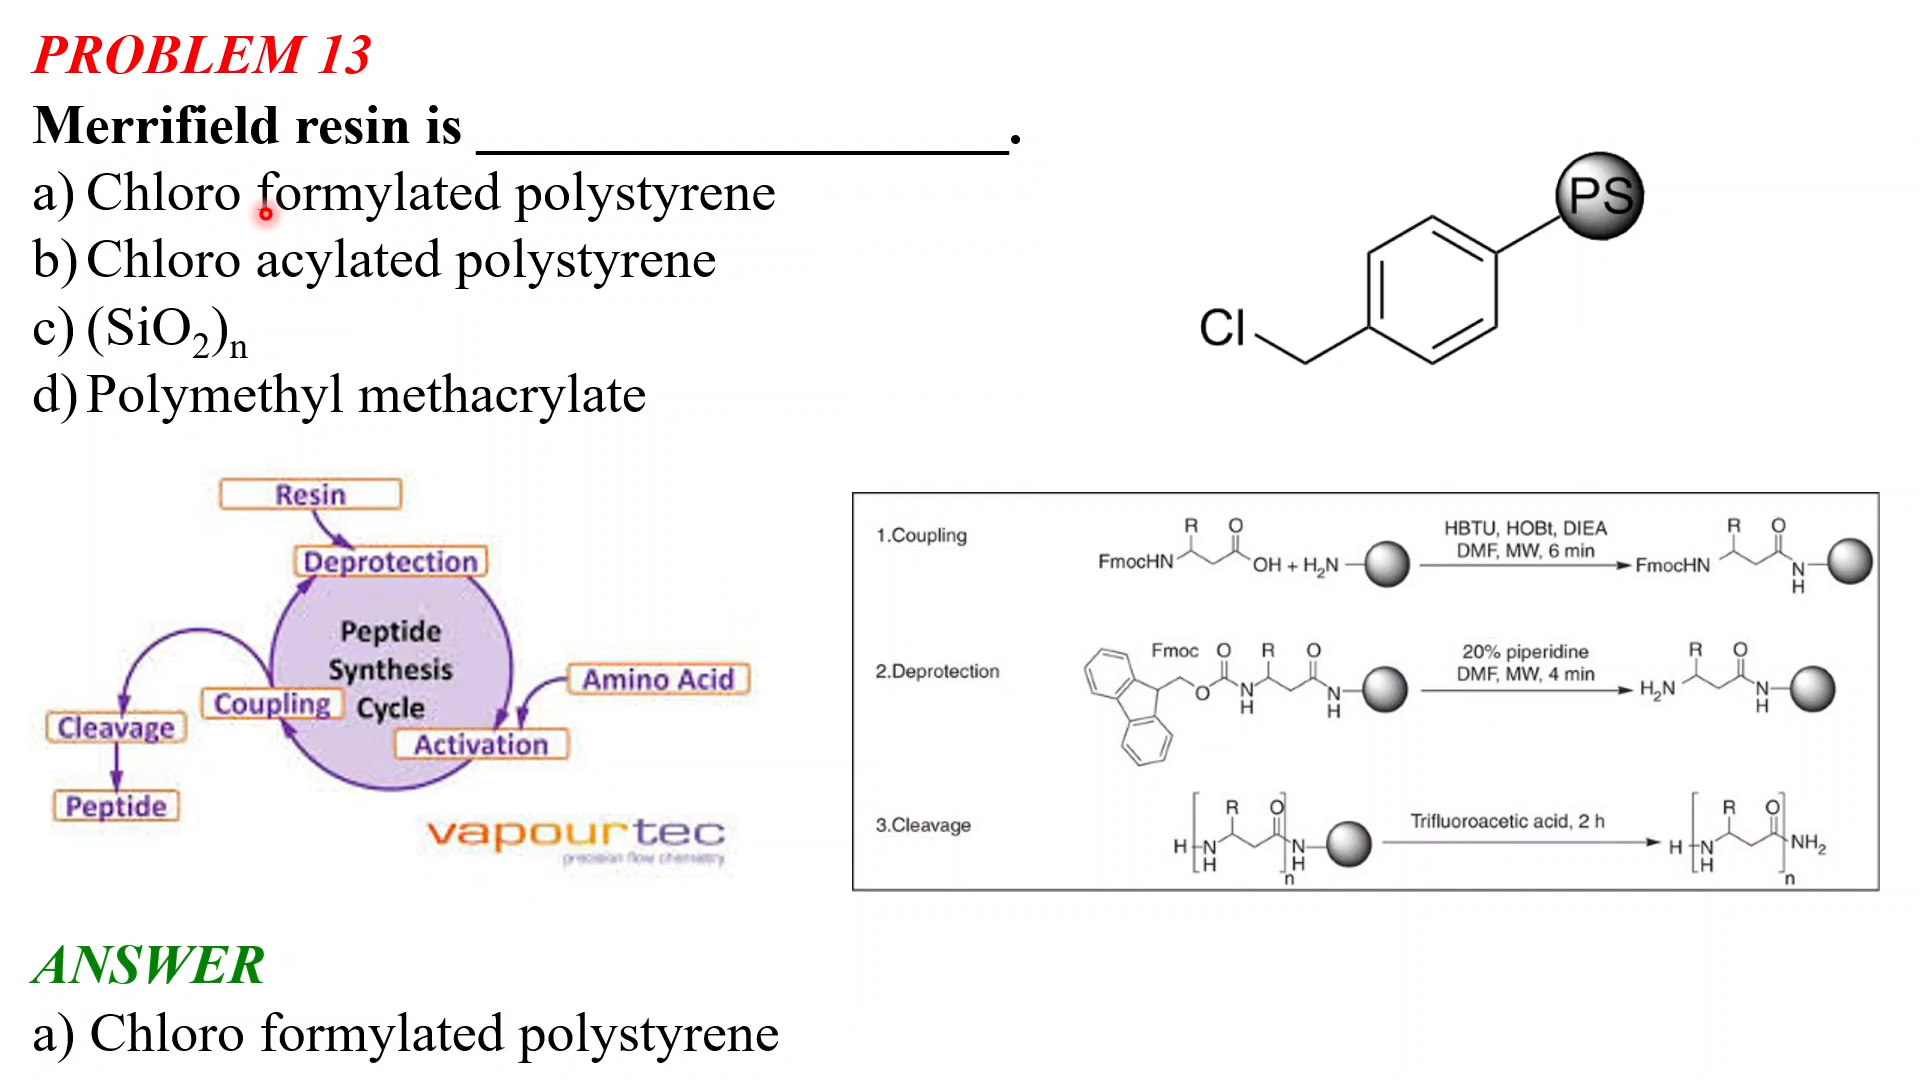 PROBLEM 13
Merrifield resin is ____________________.
a) Chloro formylated polystyrene
b) Chloro acylated polystyrene
c) (SiO2)n
d) Polymethyl methacrylate
PS
Cl
Resin
Deprotection
Peptide
Synthesis
Cycle
Amino Acid
Coupling
Activation
Cleavage
Peptide
vapourtec
precision flow chemistry
1.Coupling
R O
FmocHN
OH + H2N
HBTU, HOBt, DIEA
DMF, MW, 6 min
R O
FmocHN
N
H
2.Deprotection
Fmoc O R O
O
N
H
N
H
20% piperidine
DMF, MW, 4 min
R O
H2N
N
H
3.Cleavage
R O
H N
H
N
H
n
Trifluoroacetic acid, 2 h
R O
H N
H
NH2
n
ANSWER
a) Chloro formylated polystyrene